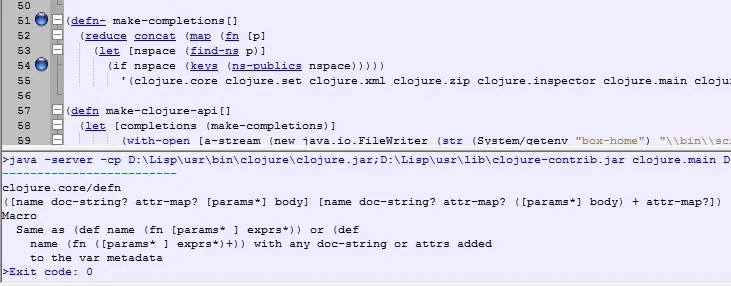 50
51 (defn- make-completions[]
52 (reduce concat (map (fn [p]
53 (let [nspace (find-ns p)]
54 (if nspace (keys (ns-publics nspace)))))
55 '(clojure.core clojure.set clojure.xml clojure.zip clojure.inspector clojure.main cloju
56
57 (defn make-clojure-api[]
58 (let [completions (make-completions)]
59 (with-open [a-stream (new java.io.FileWriter (str (System/getenv "box-home") "\\bin\\sc
>java -server -cp D:\Lisp\usr\bin\clojure\clojure.jar;D:\Lisp\usr\lib\clojure-contrib.jar clojure.main D
-------------------------
clojure.core/defn
([name doc-string? attr-map? [params*] body] [name doc-string? attr-map? ([params*] body) + attr-map?])
Macro
Same as (def name (fn [params* ] exprs*)) or (def
name (fn ([params* ] exprs*)+)) with any doc-string or attrs added
to the var metadata
>Exit code: 0